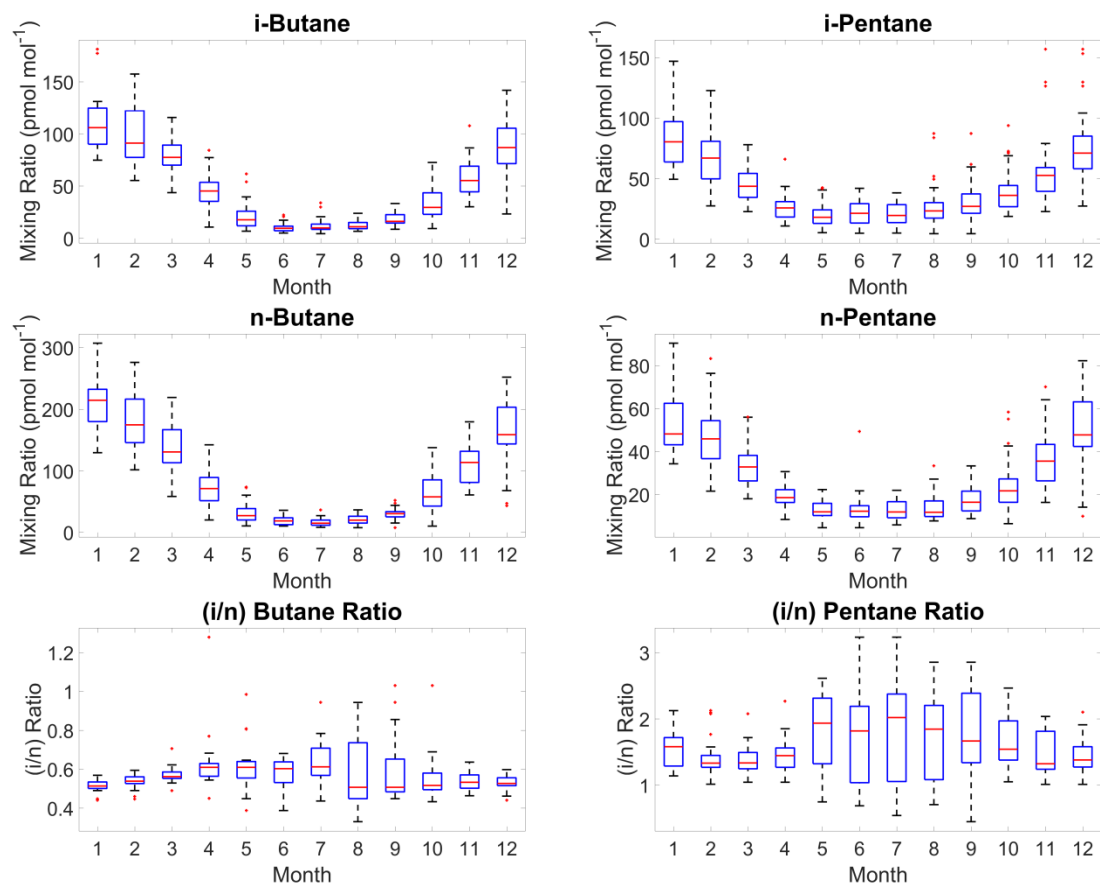 i-Butane
Mixing Ratio (pmol mol⁻¹)
150
100
50
0
1 2 3 4 5 6 7 8 9 10 11 12
Month
i-Pentane
Mixing Ratio (pmol mol⁻¹)
150
100
50
0
1 2 3 4 5 6 7 8 9 10 11 12
Month
n-Butane
Mixing Ratio (pmol mol⁻¹)
300
200
100
0
1 2 3 4 5 6 7 8 9 10 11 12
Month
n-Pentane
Mixing Ratio (pmol mol⁻¹)
80
60
40
20
1 2 3 4 5 6 7 8 9 10 11 12
Month
(i/n) Butane Ratio
(i/n) Ratio
1.2
1
0.8
0.6
0.4
1 2 3 4 5 6 7 8 9 10 11 12
Month
(i/n) Pentane Ratio
(i/n) Ratio
3
2
1
1 2 3 4 5 6 7 8 9 10 11 12
Month